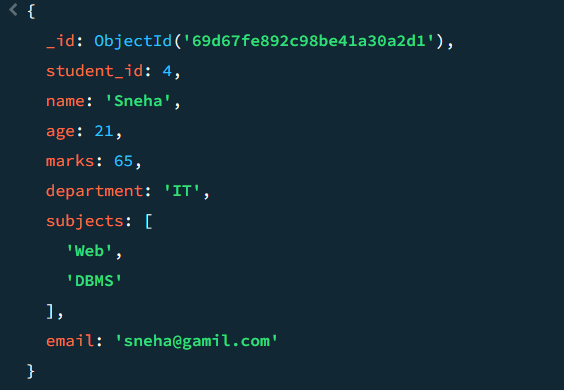 {
  _id: ObjectId('69d67fe892c98be41a30a2d1'),
  student_id: 4,
  name: 'Sneha',
  age: 21,
  marks: 65,
  department: 'IT',
  subjects: [
    'Web',
    'DBMS'
  ],
  email: 'sneha@gamil.com'
}